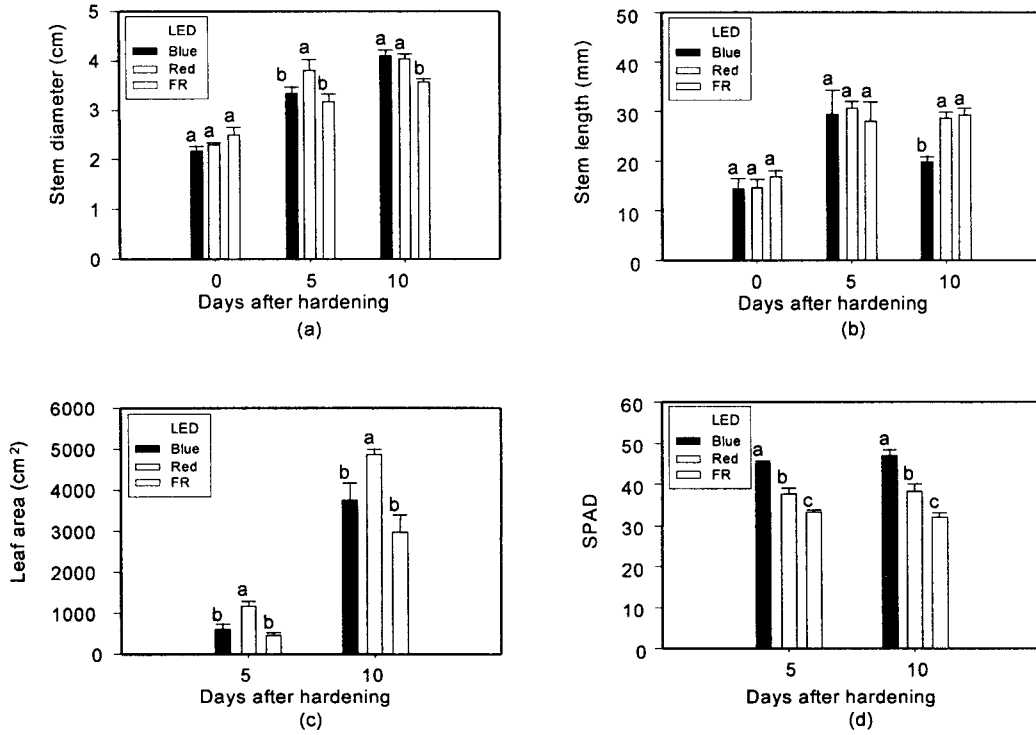 Stem diameter (cm)
5
4
3
2
1
0
LED
Blue
Red
FR
a a a
b a b
a a b
0 5 10
Days after hardening
(a)
Stem length (mm)
50
40
30
20
10
0
LED
Blue
Red
FR
a a a
a a a
b a a
0 5 10
Days after hardening
(b)
Leaf area (cm²)
6000
5000
4000
3000
2000
1000
0
LED
Blue
Red
FR
b a b
b a b
5 10
Days after hardening
(c)
SPAD
60
50
40
30
20
10
0
LED
Blue
Red
FR
a b c
a b c
5 10
Days after hardening
(d)